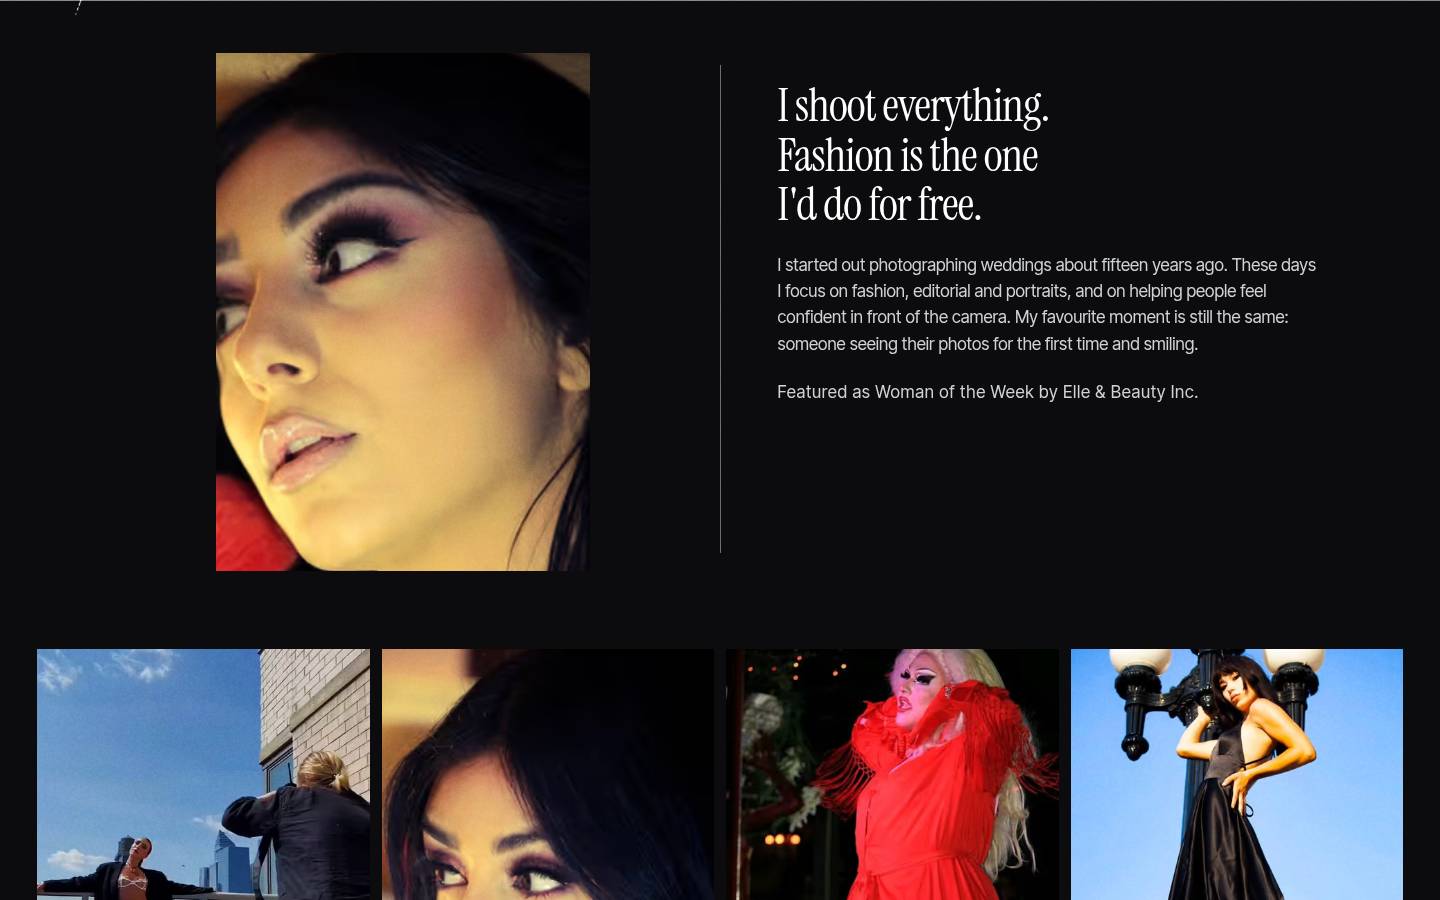 I shoot everything.
Fashion is the one
I'd do for free.
I started out photographing weddings about fifteen years ago. These days
I focus on fashion, editorial and portraits, and on helping people feel
confident in front of the camera. My favourite moment is still the same:
someone seeing their photos for the first time and smiling.
Featured as Woman of the Week by Elle & Beauty Inc.